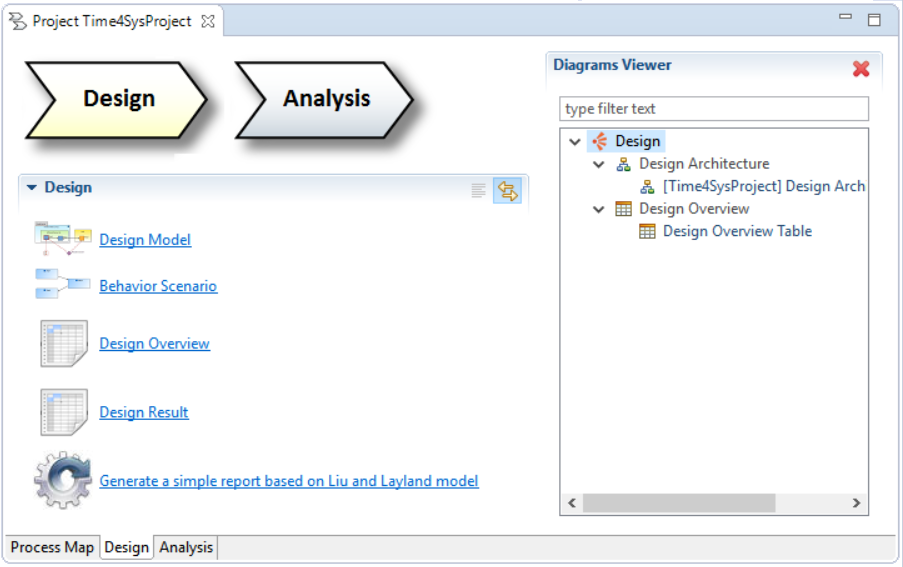 Project Time4SysProject
Design
Analysis
Design
Design Model
Behavior Scenario
Design Overview
Design Result
Generate a simple report based on Liu and Layland model
Diagrams Viewer
type filter text
Design
Design Architecture
[Time4SysProject] Design Arch
Design Overview
Design Overview Table
Process Map Design Analysis